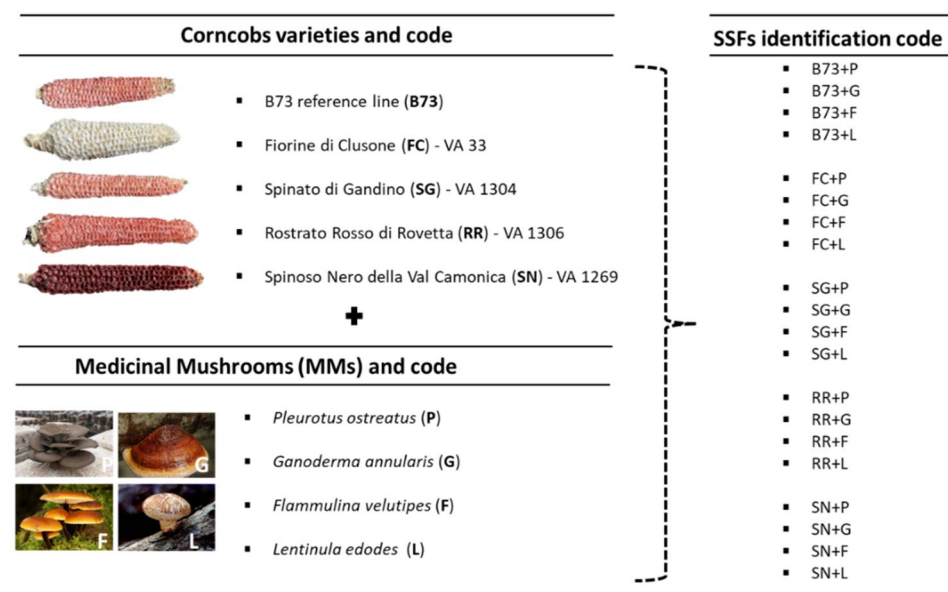 Corncobs varieties and code
▪ B73 reference line (B73)
▪ Fiorine di Clusone (FC) - VA 33
▪ Spinato di Gandino (SG) - VA 1304
▪ Rostrato Rosso di Rovetta (RR) - VA 1306
▪ Spinoso Nero della Val Camonica (SN) - VA 1269
+
Medicinal Mushrooms (MMs) and code
P
G
F
L
▪ Pleurotus ostreatus (P)
▪ Ganoderma annularis (G)
▪ Flammulina velutipes (F)
▪ Lentinula edodes (L)
SSFs identification code
▪ B73+P
▪ B73+G
▪ B73+F
▪ B73+L
▪ FC+P
▪ FC+G
▪ FC+F
▪ FC+L
▪ SG+P
▪ SG+G
▪ SG+F
▪ SG+L
▪ RR+P
▪ RR+G
▪ RR+F
▪ RR+L
▪ SN+P
▪ SN+G
▪ SN+F
▪ SN+L